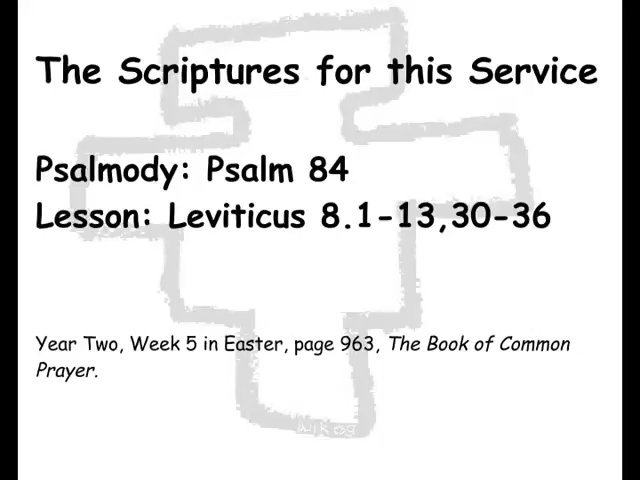 The Scriptures for this Service
Psalmody: Psalm 84
Lesson: Leviticus 8.1-13,30-36
Year Two, Week 5 in Easter, page 963, The Book of Common
Prayer.